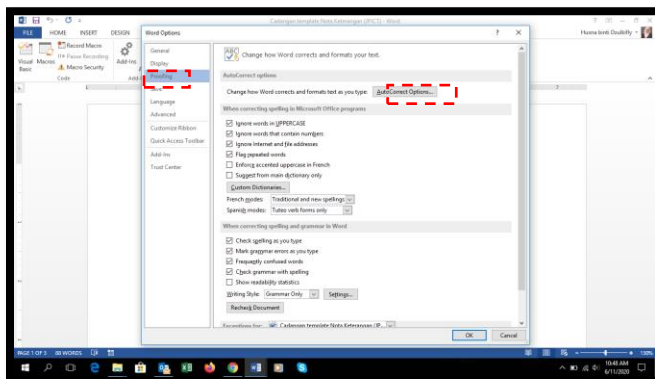 Cadangan template Nota Keterangan (JPICT) - Word
FILE HOME INSERT DESIGN
Word Options
Visual Basic
Macros
Record Macro
Pause Recording
Macro Security
Code
Add-Ins
General
Display
Proofing
Save
Language
Advanced
Customize Ribbon
Quick Access Toolbar
Add-Ins
Trust Center
Change how Word corrects and formats your text.
AutoCorrect options
Change how Word corrects and formats text as you type: AutoCorrect Options...
When correcting spelling in Microsoft Office programs
Ignore words in UPPERCASE
Ignore words that contain numbers
Ignore Internet and file addresses
Flag repeated words
Enforce accented uppercase in French
Suggest from main dictionary only
Custom Dictionaries...
French modes: Traditional and new spellings
Spanish modes: Tuteo verb forms only
When correcting spelling and grammar in Word
Check spelling as you type
Mark grammar errors as you type
Frequently confused words
Check grammar with spelling
Show readability statistics
Writing Style: Grammar Only Settings...
Recheck Document
Exceptions for: Cadangan template Nota Keterangan (JP...
OK Cancel
PAGE 1 OF 3 88 WORDS
130%
10:48 AM
6/11/2020